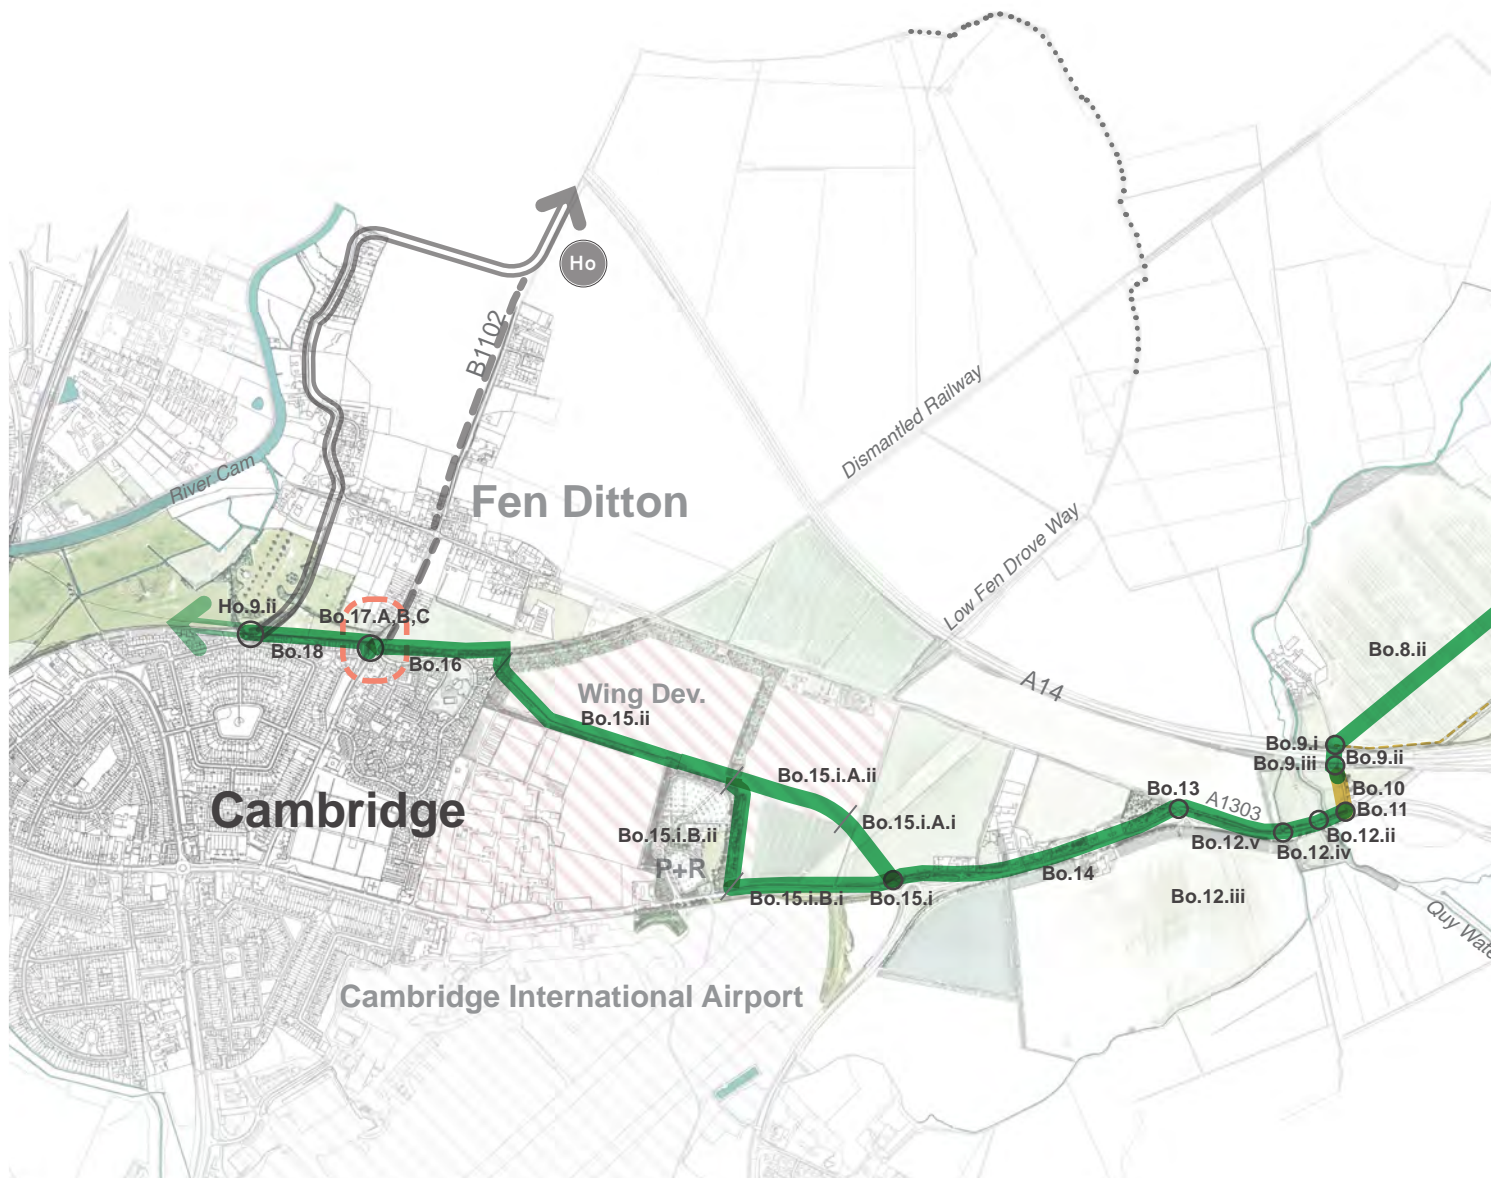 Ho
B1102
Dismantled Railway
River Cam
Fen Ditton
Low Fen Drove Way
Ho.9.ii
Bo.17.A,B,C
Bo.18
Bo.16
Bo.8.ii
A14
Wing Dev.
Bo.15.ii
Bo.9.i
Bo.9.ii
Bo.9.iii
Bo.15.i.A.ii
Bo.13
A1303
Bo.10
Bo.11
Cambridge
Bo.15.i.A.i
Bo.15.i.B.ii
Bo.12.ii
Bo.12.v
Bo.12.iv
P+R
Bo.14
Bo.15.i.B.i
Bo.15.i
Bo.12.iii
Quy Wate
Cambridge International Airport